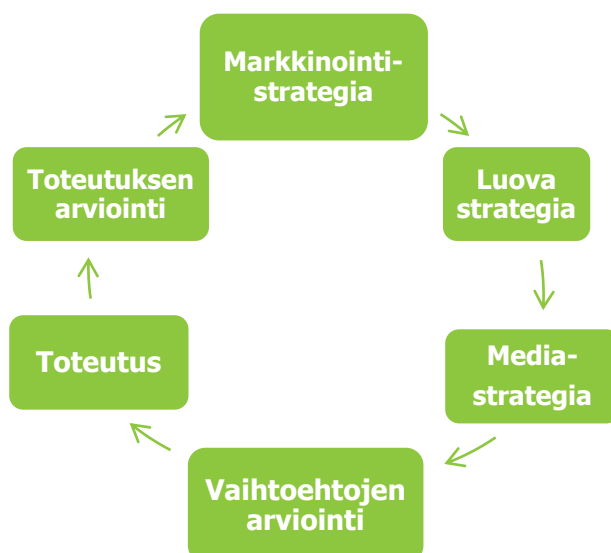 Markkinointi-
strategia
Luova
strategia
Media-
strategia
Vaihtoehtojen
arviointi
Toteutus
Toteutuksen
arviointi